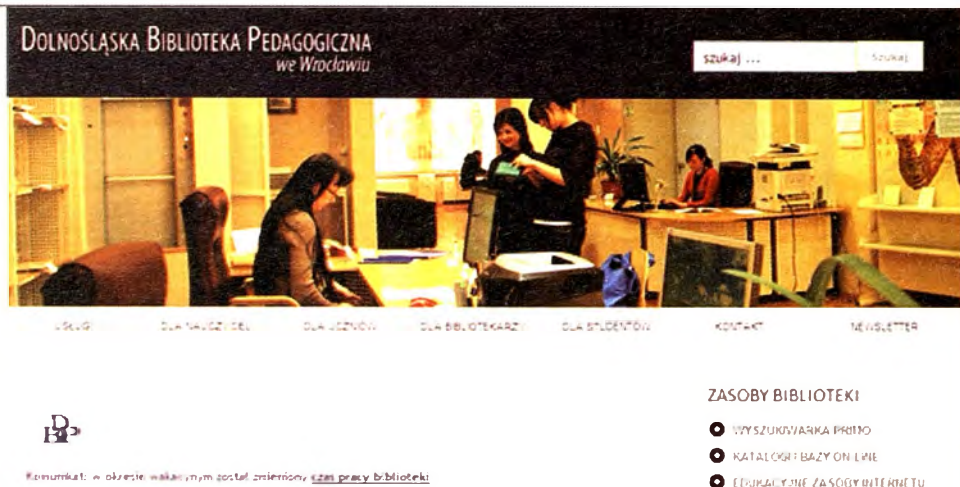 DOLNOŚLĄSKA BIBLIOTEKA PEDAGOGICZNA
we Wrocławiu
szukaj ...
Szukaj
USŁUGI
DLA NAUCZYCIELI
DLA UCZNIÓW
DLA BIBLIOTEKARZY
DLA STUDENTÓW
KONTAKT
NEWSLETTER
ZASOBY BIBLIOTEKI
DBP
WYSZUKIWARKA PRIMO
KATALOGI I BAZY ON-LINE
Komunikat: w okresie wakacyjnym został zmieniony czas pracy biblioteki
EDUKACYJNE ZASOBY INTERNETU